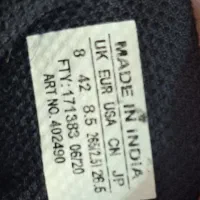 MADE IN INDIA
UK EUR USA CN JP
8 42 8.5 265(2.5) 26.5
FTY:171383 06/20
ART NO. 402490